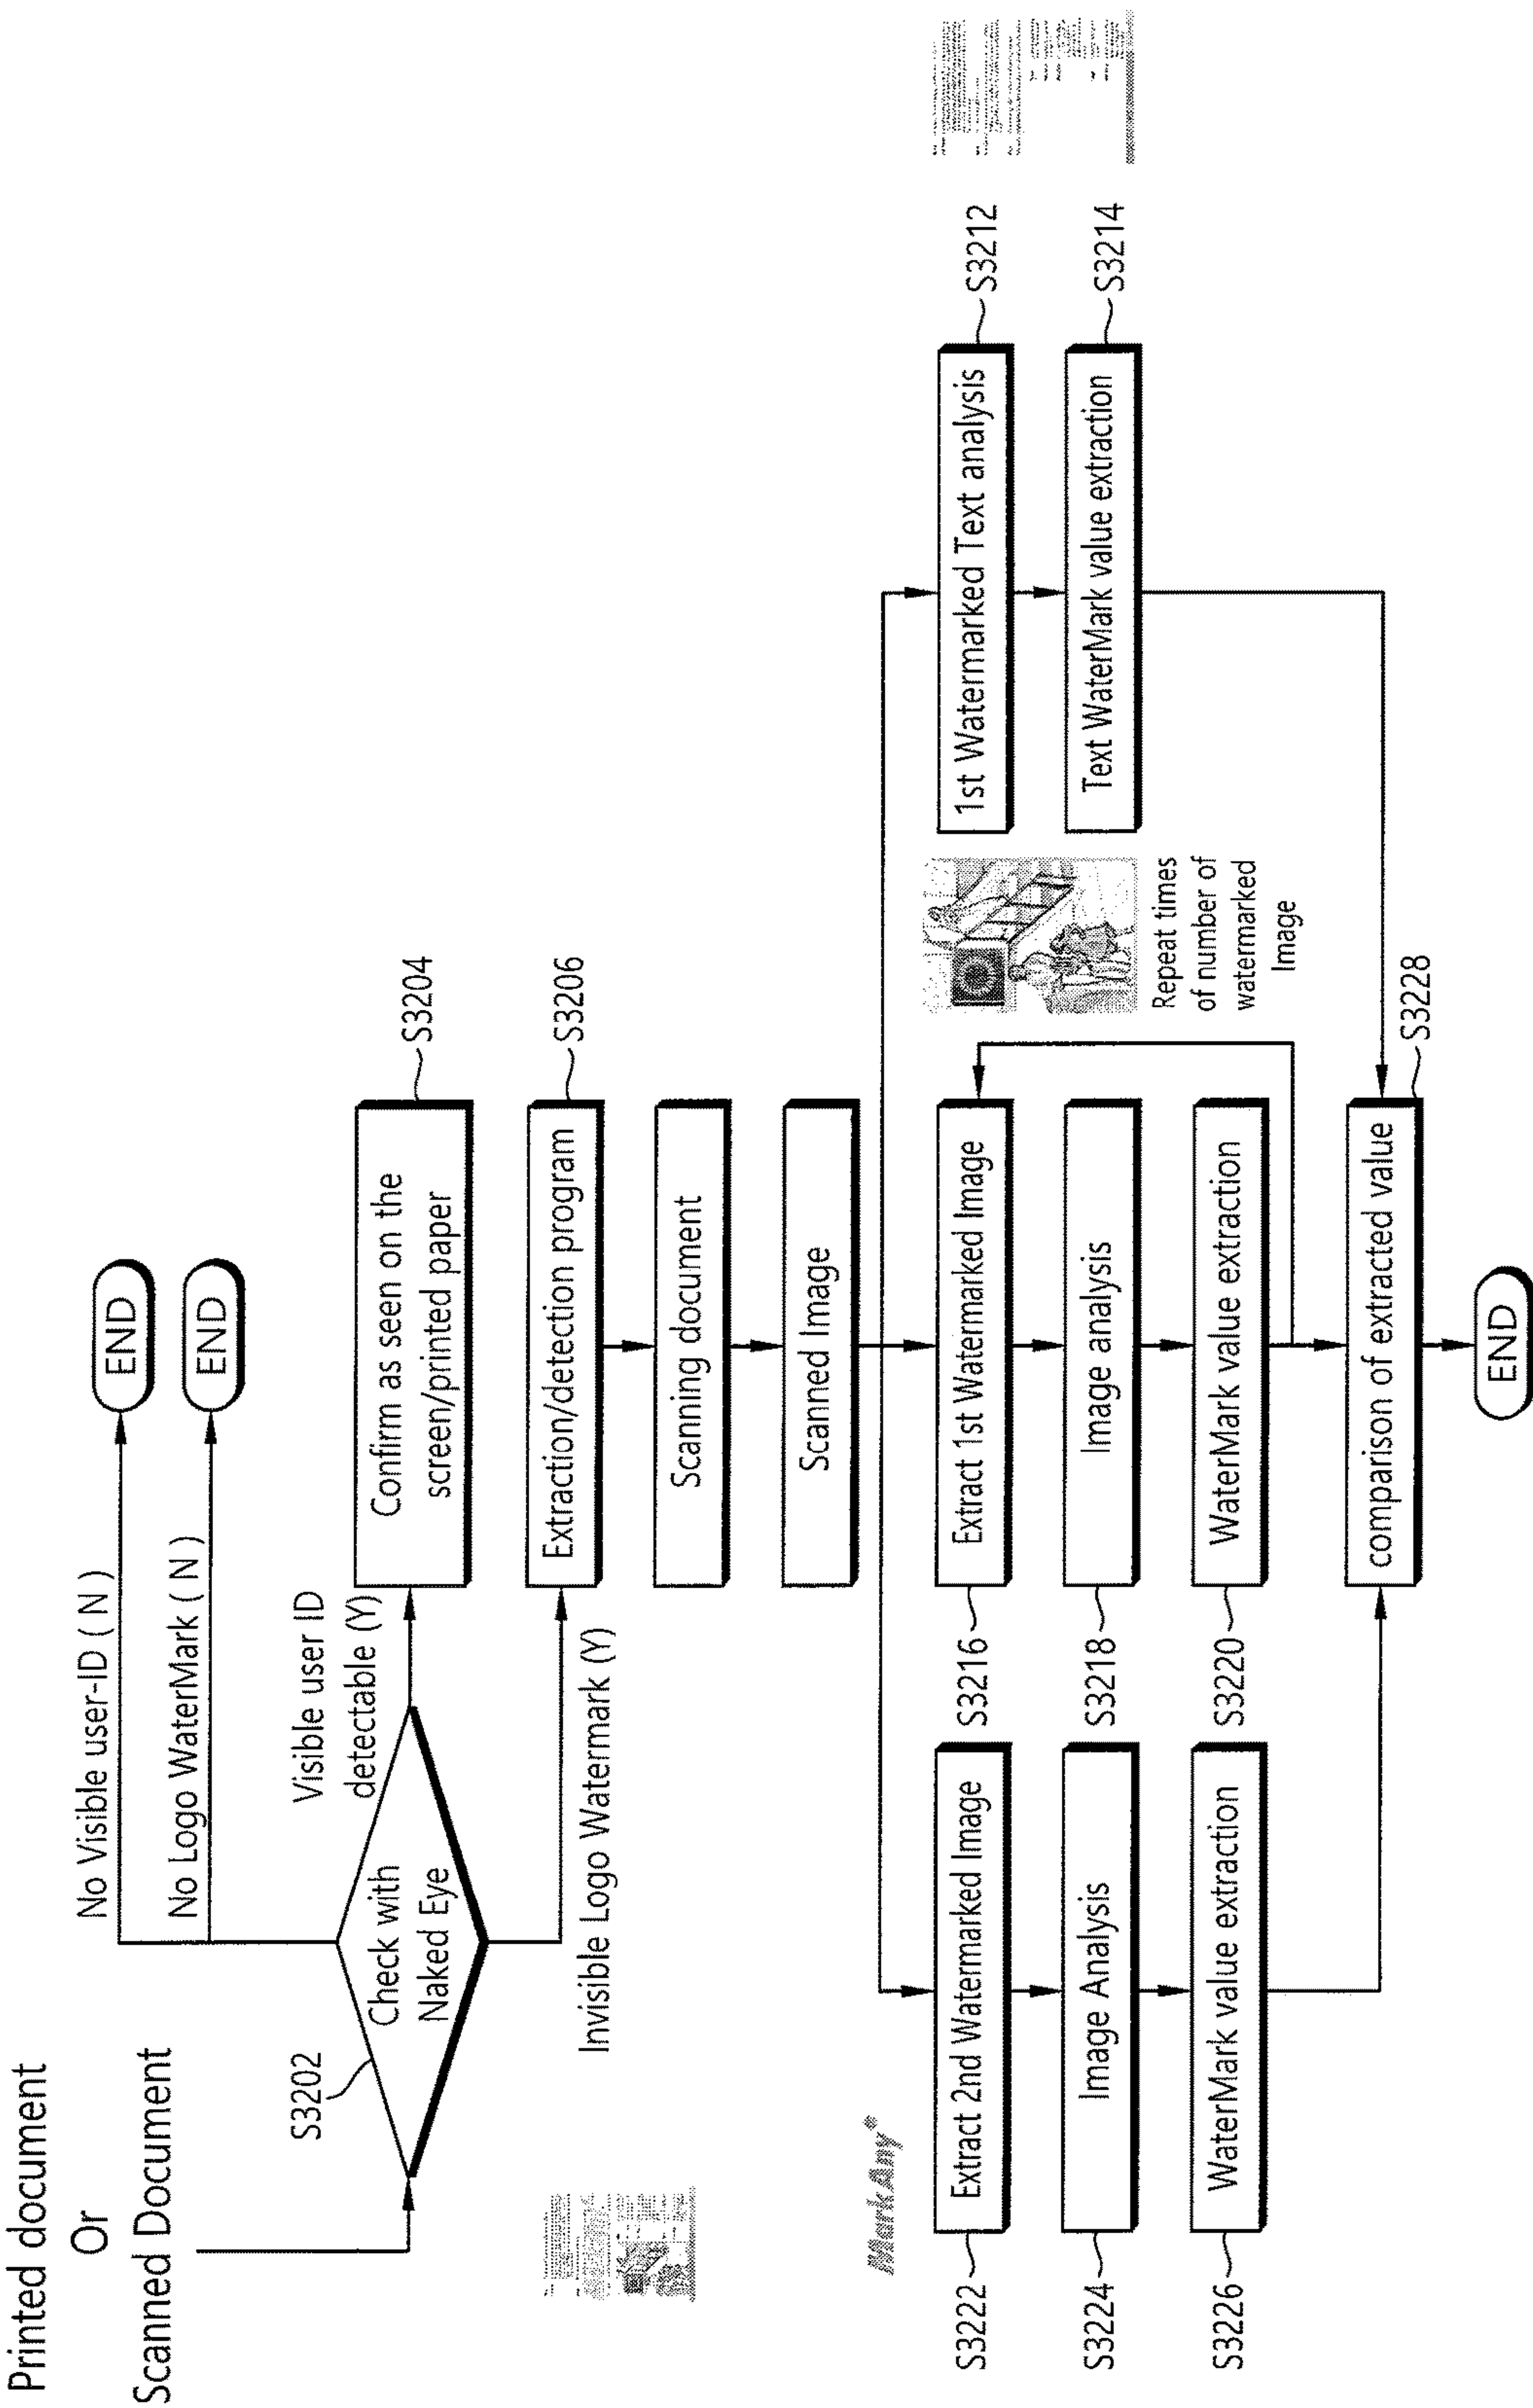 Printed document
Or
Scanned Document
No Visible user-ID ( N )
END
No Logo WaterMark ( N )
END
S3202
Check with
Naked Eye
Visible user ID
detectable (Y)
Confirm as seen on the
screen/printed paper
S3204
Invisible Logo Watermark (Y)
Extraction/detection program
S3206
Scanning document
Scanned Image
MarkAny®
S3222
Extract 2nd Watermarked Image
S3216
Extract 1st Watermarked Image
1st Watermarked Text analysis
S3212
S3224
Image Analysis
S3218
Image analysis
Text WaterMark value extraction
S3214
S3226
WaterMark value extraction
S3220
WaterMark value extraction
Repeat times
of number of
watermarked
Image
comparison of extracted value
S3228
END